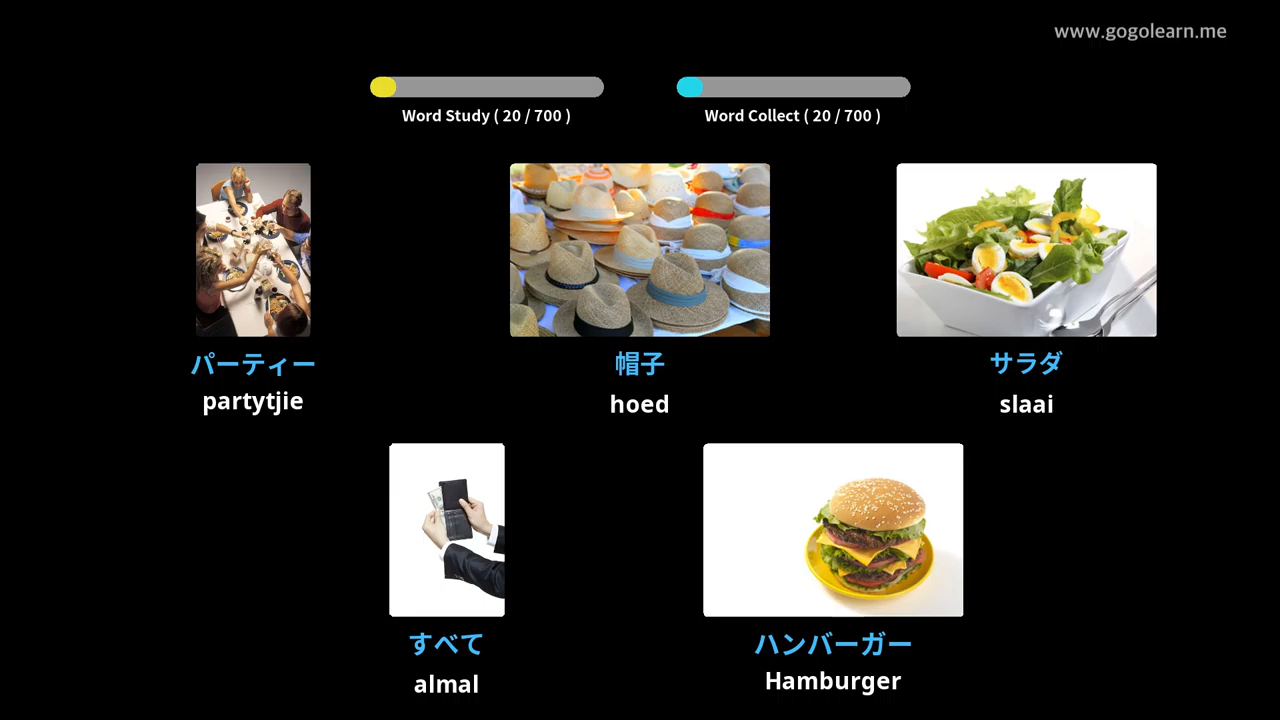 www.gogolearn.me
Word Study ( 20 / 700 )
Word Collect ( 20 / 700 )
パーティー
partytjie
帽子
hoed
サラダ
slaai
すべて
almal
ハンバーガー
Hamburger